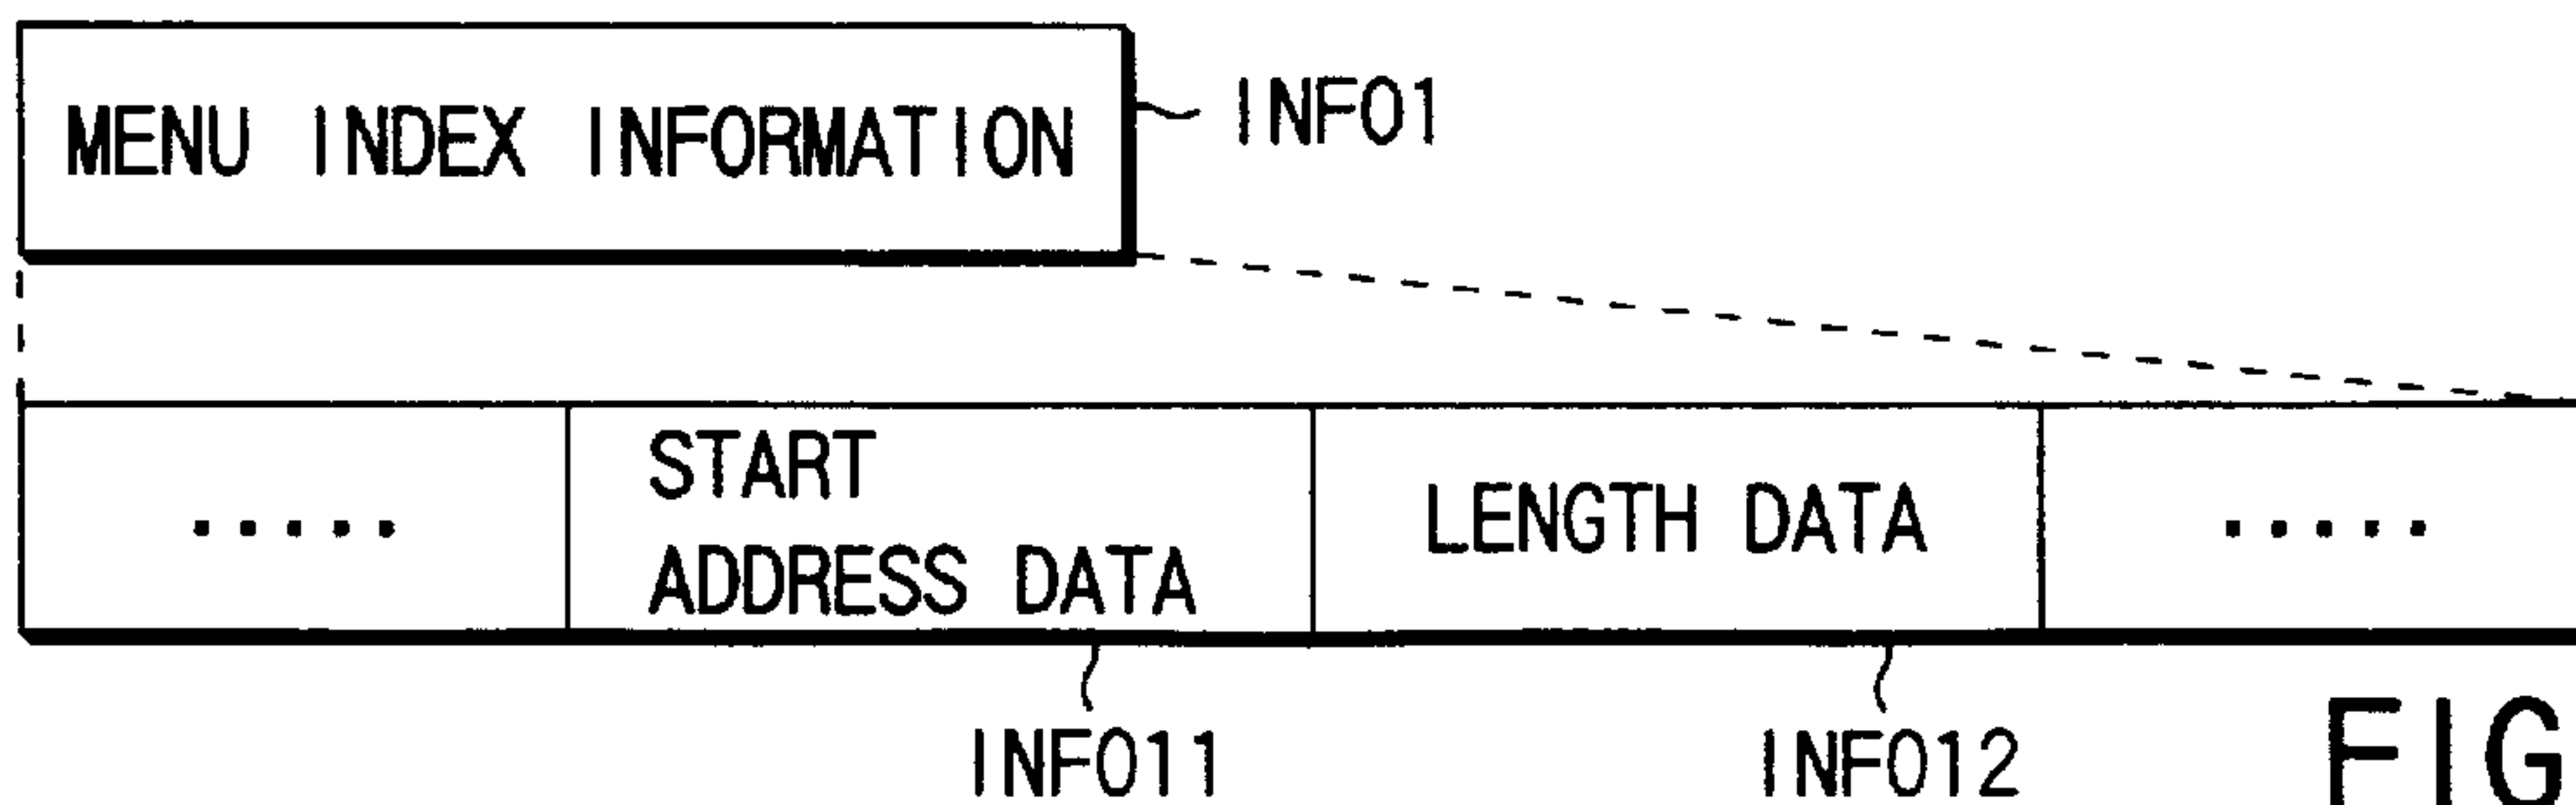 MENU INDEX INFORMATION
INFO1
.....
START
ADDRESS DATA
LENGTH DATA
.....
INFO11
INFO12
FIG